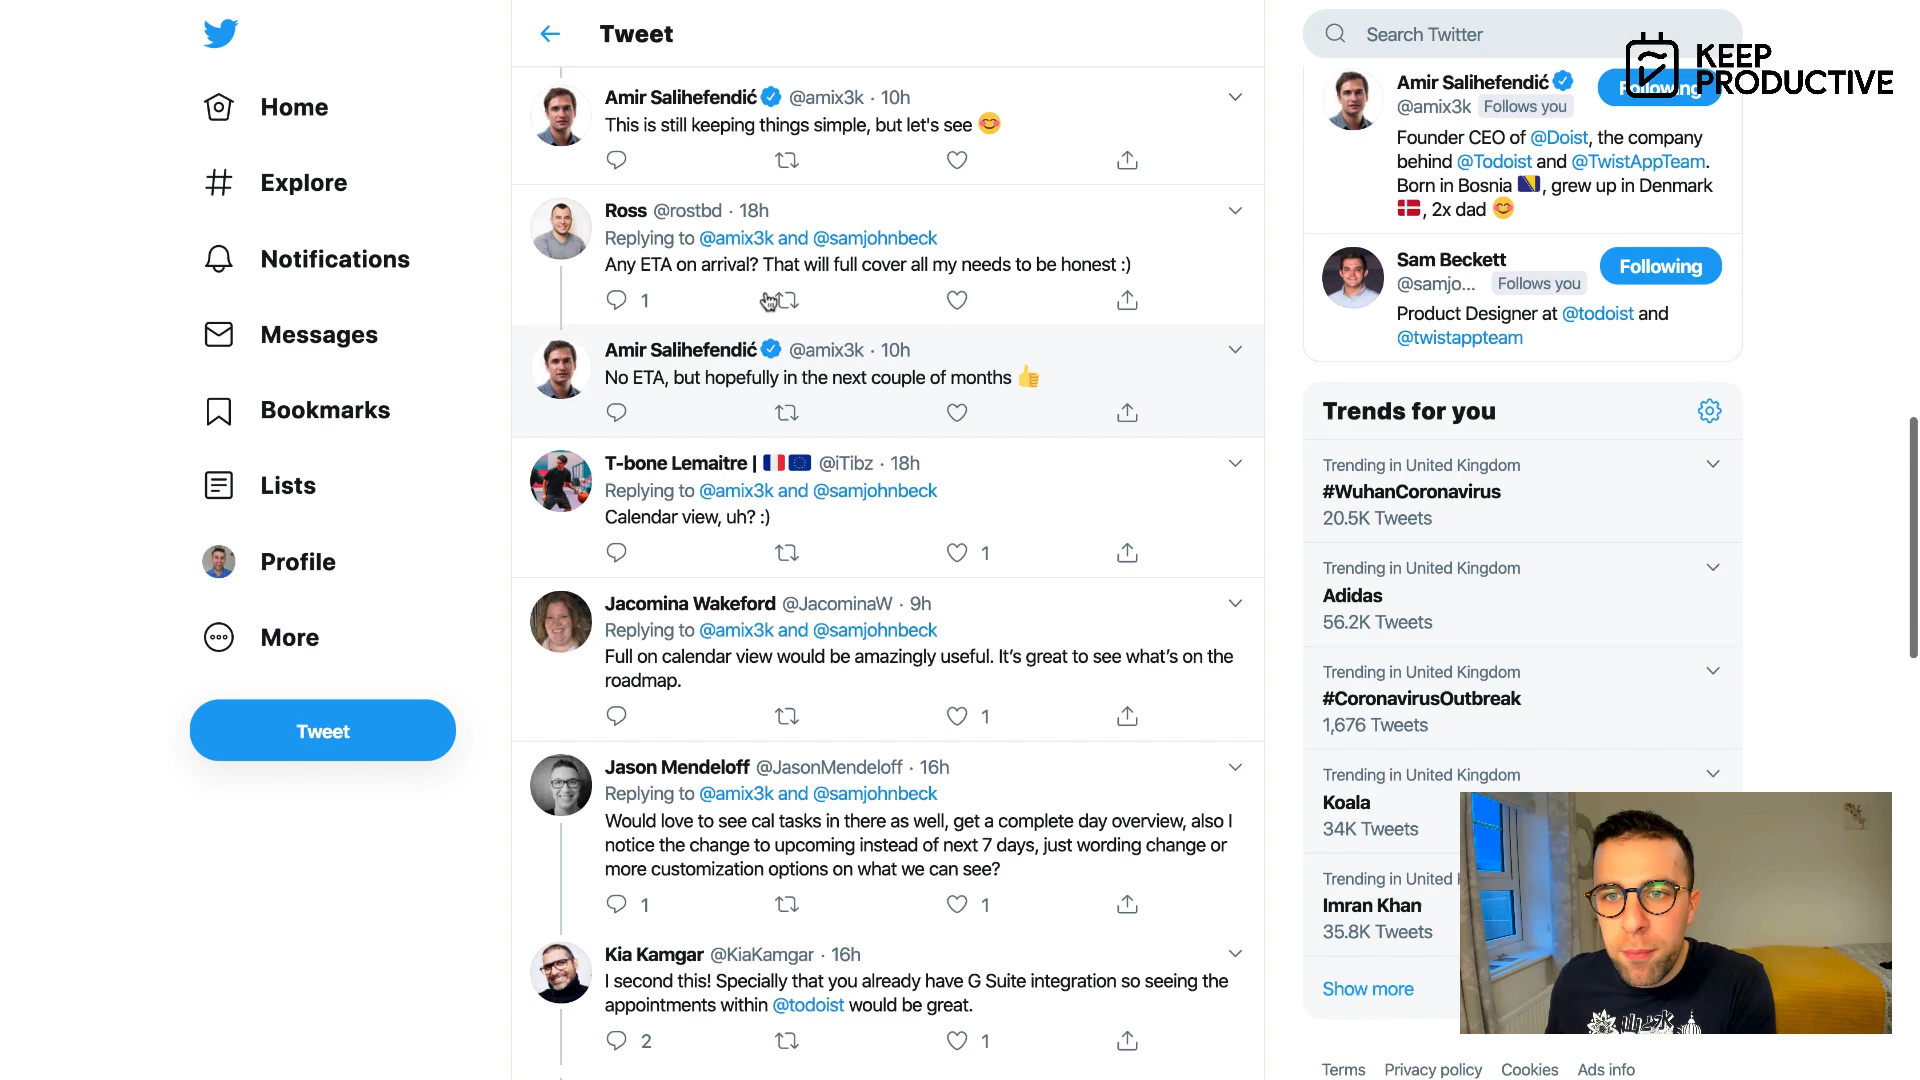 Home
Explore
Notifications
Messages
Bookmarks
Lists
Profile
More
Tweet
Tweet
Amir Salihefendić @amix3k · 10h
This is still keeping things simple, but let's see 😊
Ross @rostbd · 18h
Replying to @amix3k and @samjohnbeck
Any ETA on arrival? That will full cover all my needs to be honest :)
1
Amir Salihefendić @amix3k · 10h
No ETA, but hopefully in the next couple of months 👍
T-bone Lemaitre | 🇫🇷🇪🇺 @iTibz · 18h
Replying to @amix3k and @samjohnbeck
Calendar view, uh? :)
1
Jacomina Wakeford @JacominaW · 9h
Replying to @amix3k and @samjohnbeck
Full on calendar view would be amazingly useful. It's great to see what's on the
roadmap.
1
Jason Mendeloff @JasonMendeloff · 16h
Replying to @amix3k and @samjohnbeck
Would love to see cal tasks in there as well, get a complete day overview, also I
notice the change to upcoming instead of next 7 days, just wording change or
more customization options on what we can see?
1 1
Kia Kamgar @KiaKamgar · 16h
I second this! Specially that you already have G Suite integration so seeing the
appointments within @todoist would be great.
2 1
Search Twitter
KEEP
PRODUCTIVE
Amir Salihefendić
@amix3k Follows you
Following
Founder CEO of @Doist, the company
behind @Todoist and @TwistAppTeam.
Born in Bosnia 🇧🇦, grew up in Denmark
🇩🇰, 2x dad 😊
Sam Beckett
@samjo... Follows you
Following
Product Designer at @todoist and
@twistappteam
Trends for you
Trending in United Kingdom
#WuhanCoronavirus
20.5K Tweets
Trending in United Kingdom
Adidas
56.2K Tweets
Trending in United Kingdom
#CoronavirusOutbreak
1,676 Tweets
Trending in United Kingdom
Koala
34K Tweets
Trending in United
Imran Khan
35.8K Tweets
Show more
Terms Privacy policy Cookies Ads info